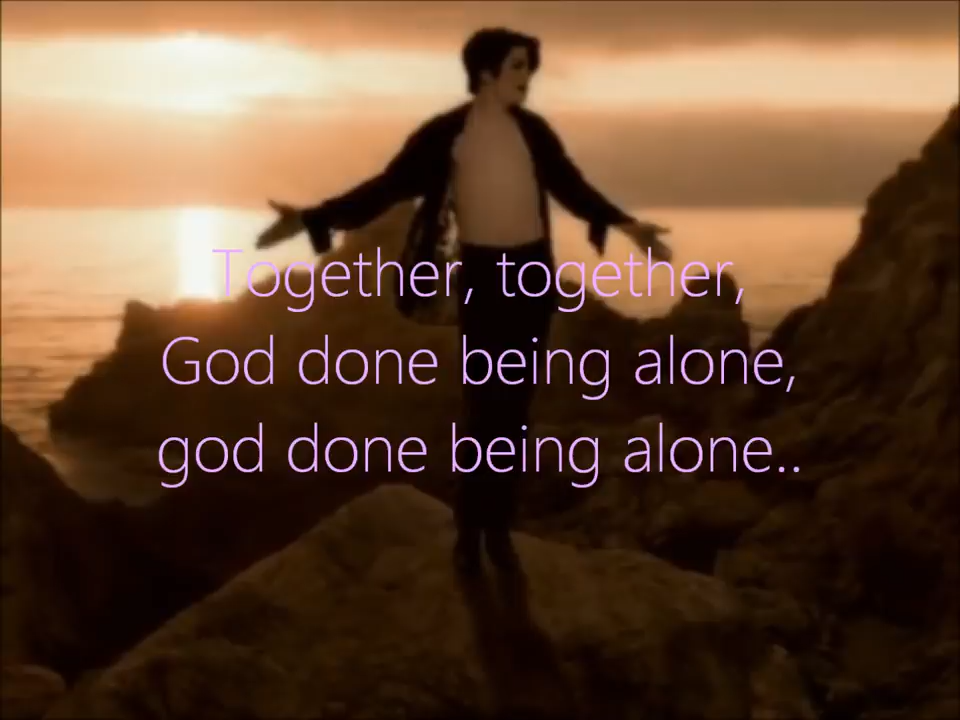 Together, together,
God done being alone,
god done being alone..